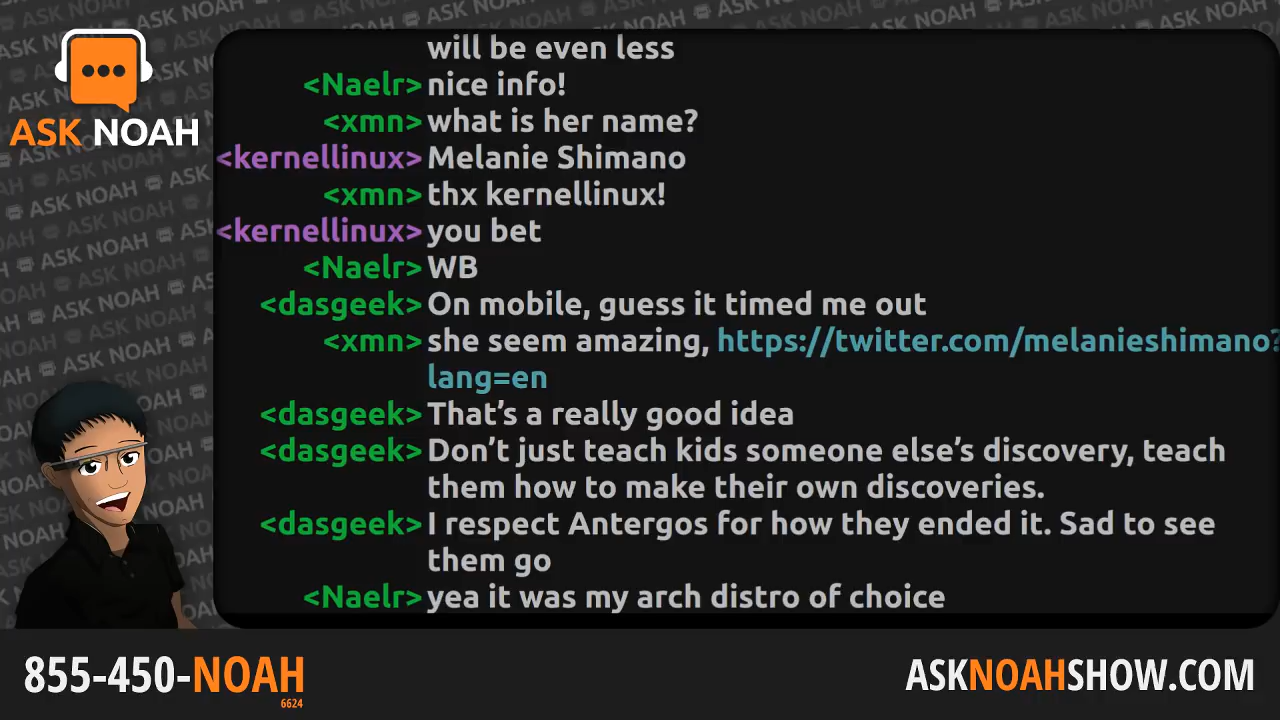 ASK NOAH
will be even less
<Naelr> nice info!
<xmn> what is her name?
<kernellinux> Melanie Shimano
<xmn> thx kernellinux!
<kernellinux> you bet
<Naelr> WB
<dasgeek> On mobile, guess it timed me out
<xmn> she seem amazing, https://twitter.com/melanieshimano?
lang=en
<dasgeek> That's a really good idea
<dasgeek> Don't just teach kids someone else's discovery, teach
them how to make their own discoveries.
<dasgeek> I respect Antergos for how they ended it. Sad to see
them go
<Naelr> yea it was my arch distro of choice
855-450-NOAH
6624
ASKNOAHSHOW.COM